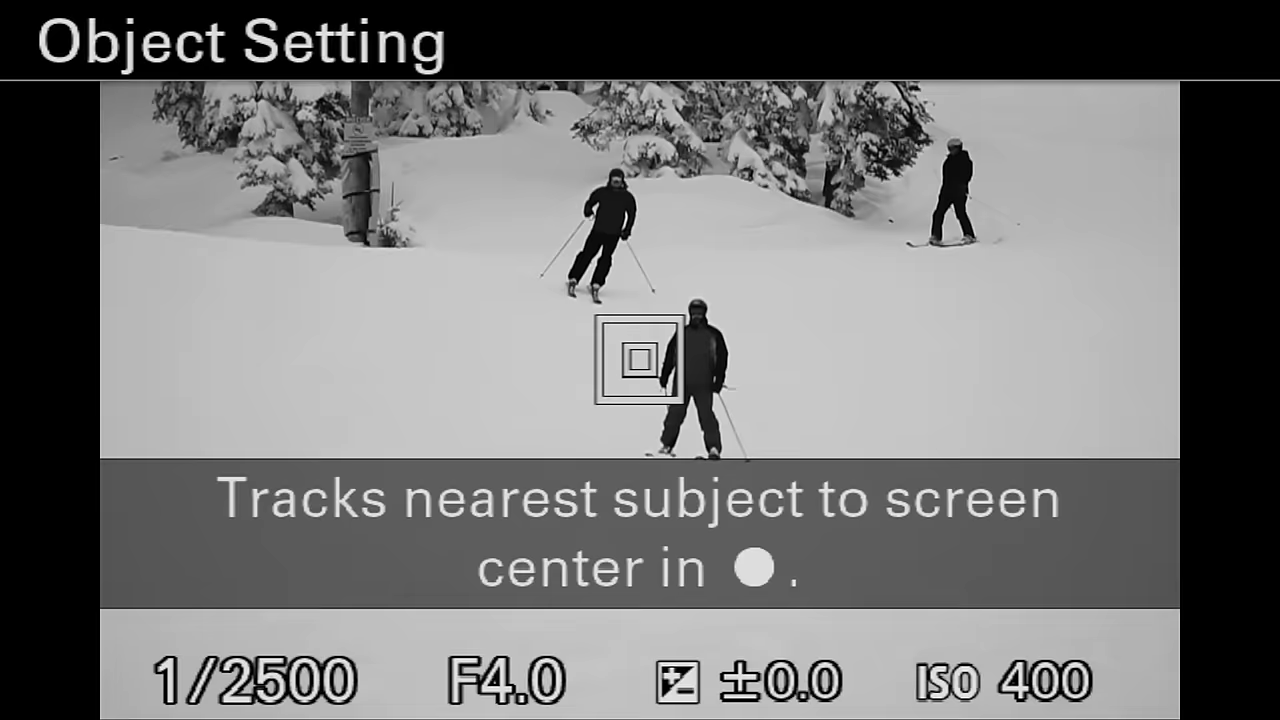 Object Setting
Tracks nearest subject to screen
center in ● .
1/2500 F4.0 ±0.0 ISO 400